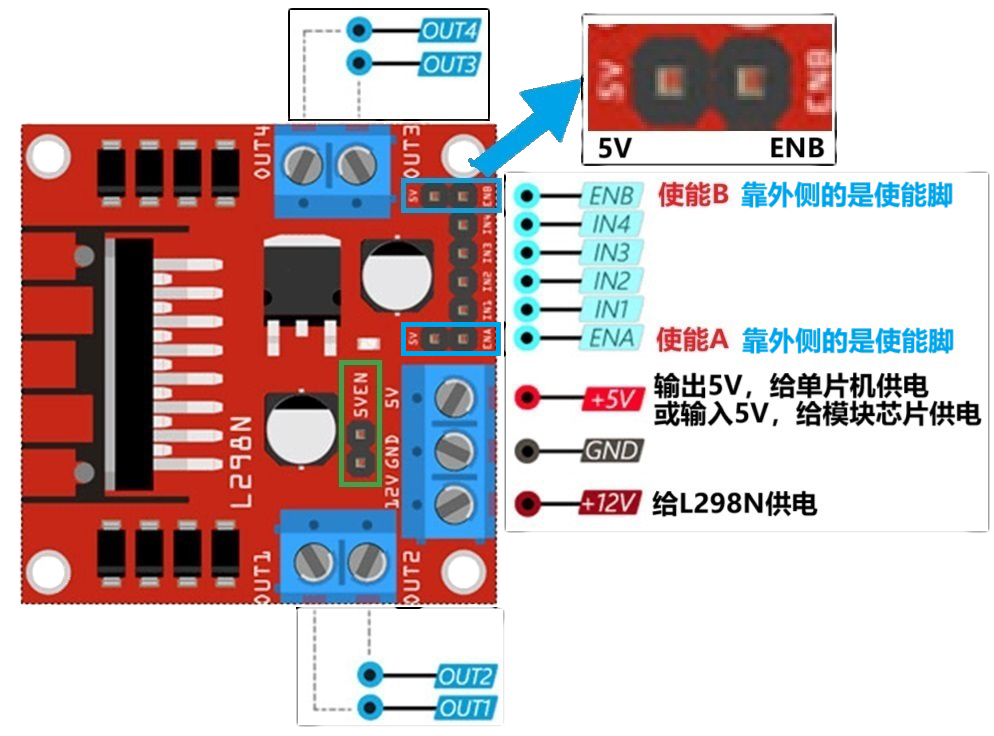 OUT4
OUT3
5V
ENB
5V ENB
OUT4
OUT3
5V
ENB
IN4
IN3
IN2
IN1
5V
ENA
5VEN
5V
GND
12V
L298N
OUT1
OUT2
ENB 使能B 靠外侧的是使能脚
IN4
IN3
IN2
IN1
ENA 使能A 靠外侧的是使能脚
+5V 输出5V，给单片机供电
或输入5V，给模块芯片供电
GND
+12V 给L298N供电
OUT2
OUT1